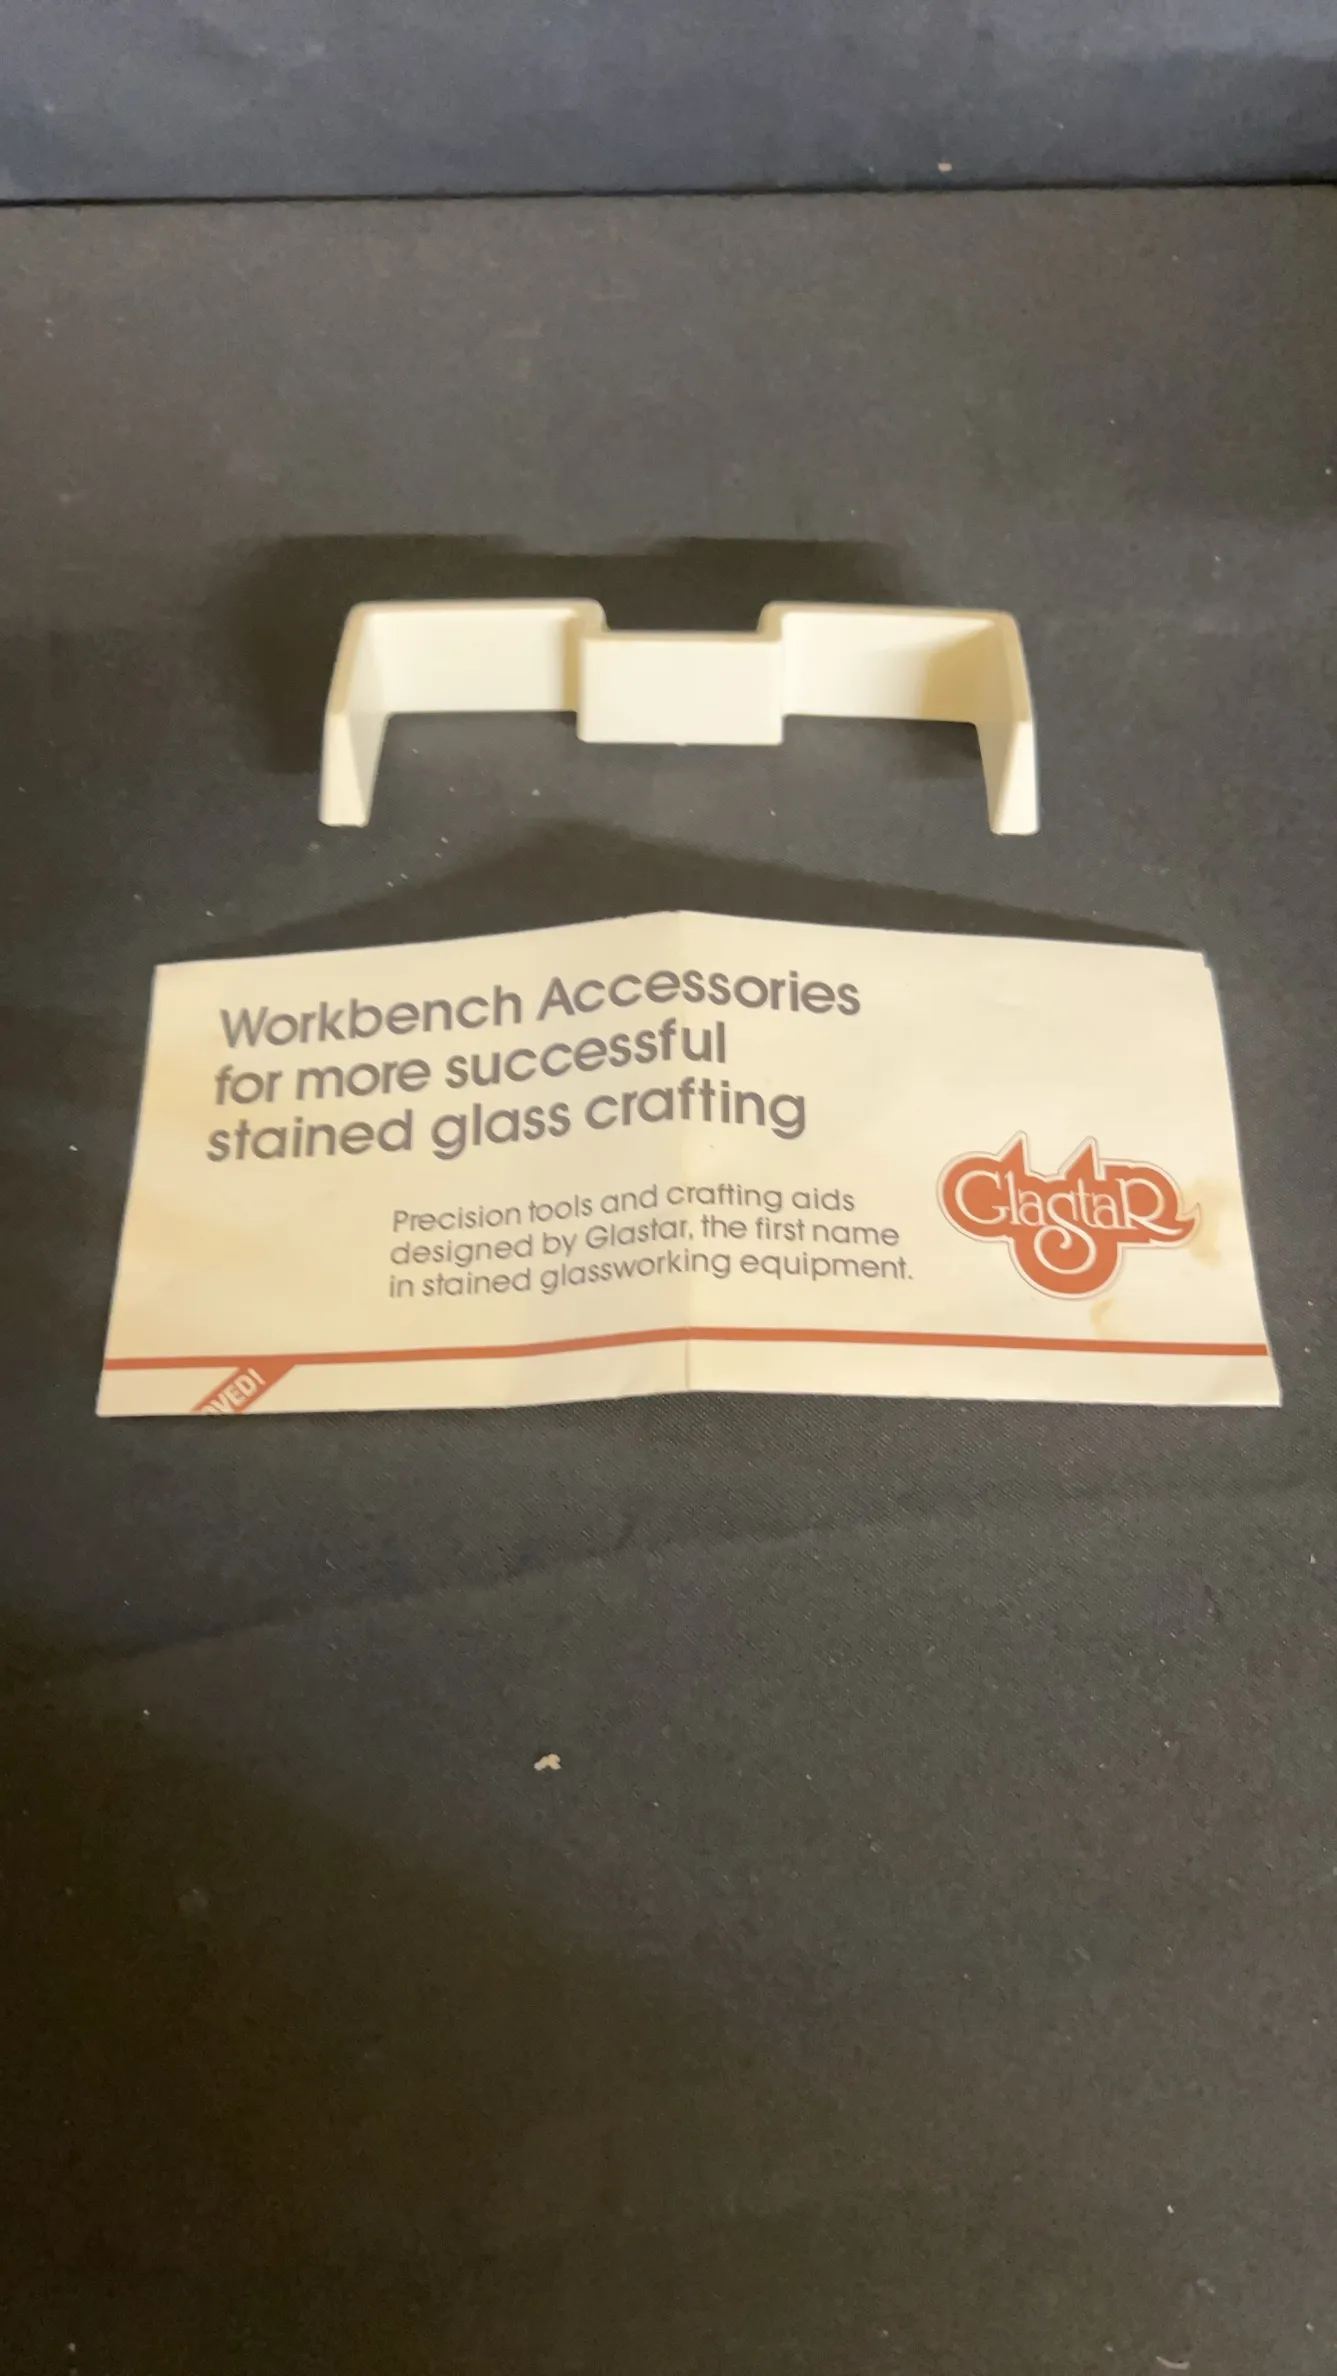 Workbench Accessories
for more successful
stained glass crafting
Precision tools and crafting aids
designed by Glastar, the first name
in stained glassworking equipment.
GlastaR
OVED!